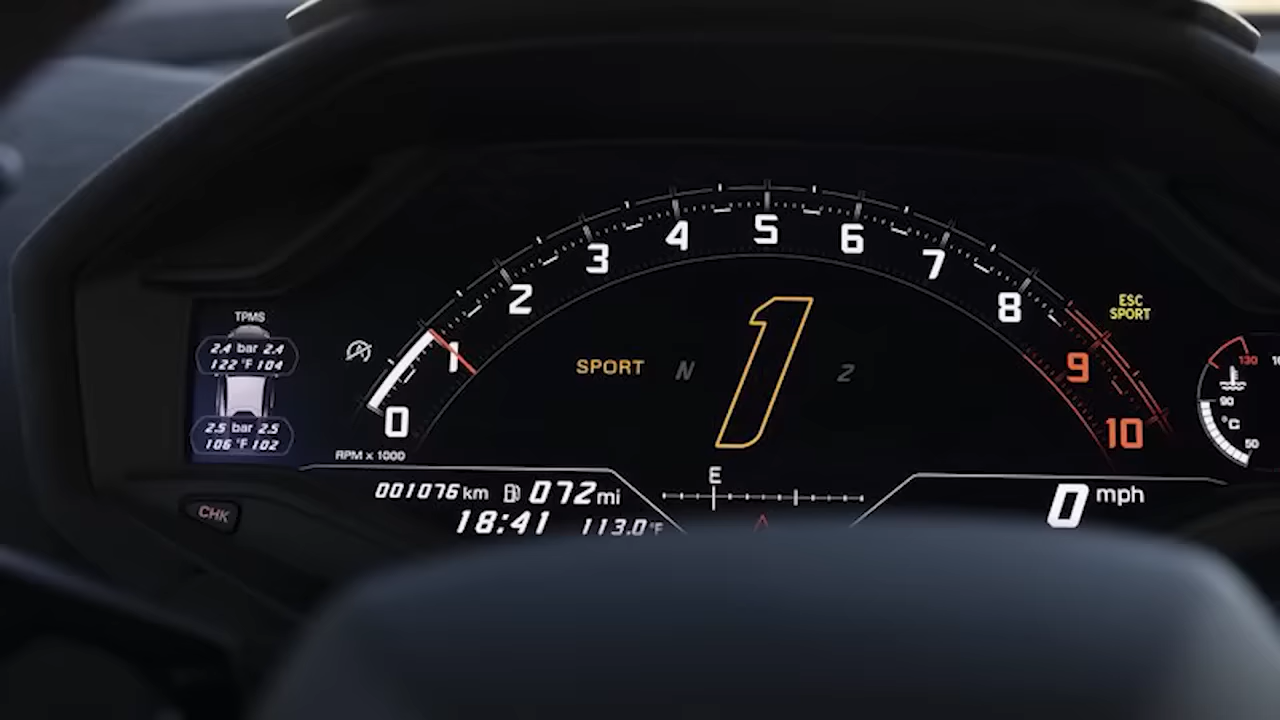 TPMS
2.4 bar 2.4
122 °F 104
2.5 bar 2.5
106 °F 102
CHK
0 1 2 3 4 5 6 7 8 9 10
RPM x 1000
SPORT N 1 2
ESC
SPORT
130
90
°C
50
001076 km 072 mi
18:41 113.0°F
E
0 mph